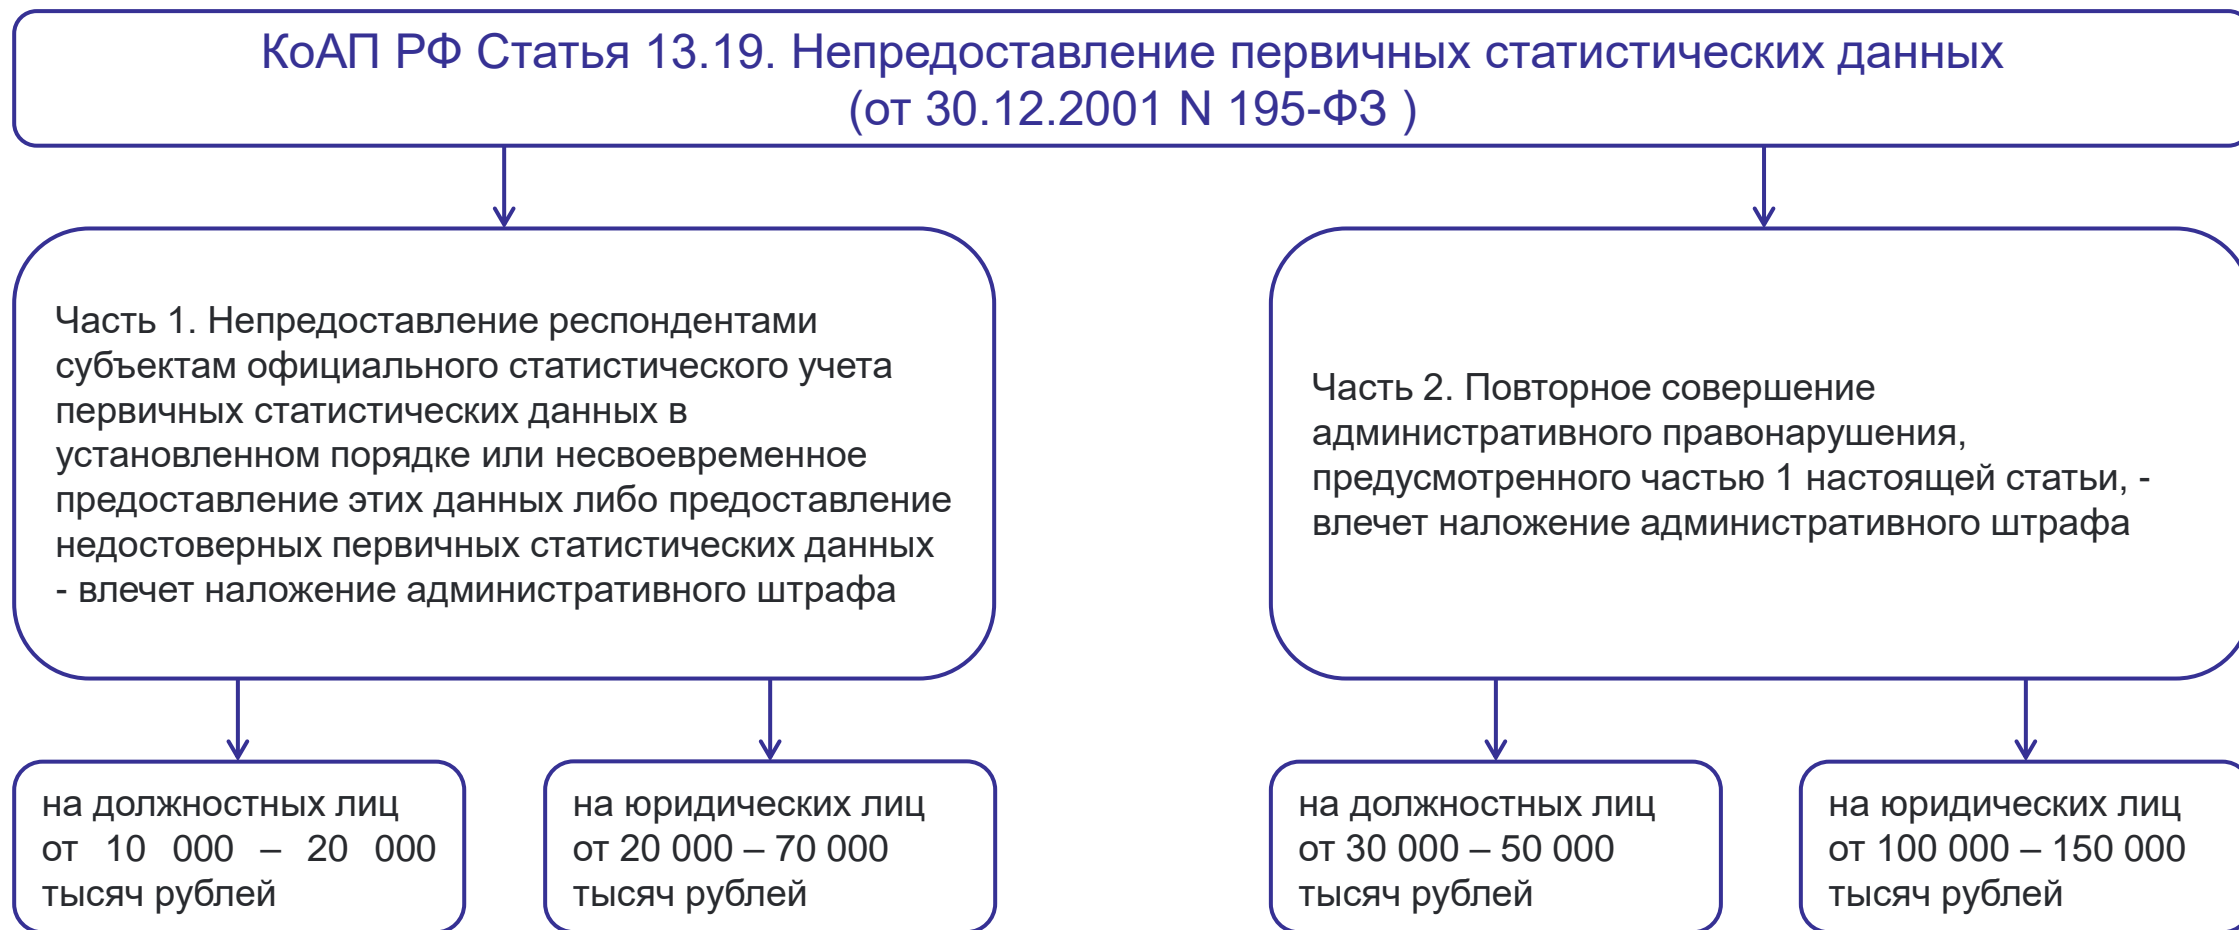 КоАП РФ Статья 13.19. Непредоставление первичных статистических данных
(от 30.12.2001 N 195-ФЗ )
Часть 1. Непредоставление респондентами
субъектам официального статистического учета
первичных статистических данных в
установленном порядке или несвоевременное
предоставление этих данных либо предоставление
недостоверных первичных статистических данных
- влечет наложение административного штрафа
Часть 2. Повторное совершение
административного правонарушения,
предусмотренного частью 1 настоящей статьи, -
влечет наложение административного штрафа
на должностных лиц
от 10 000 – 20 000
тысяч рублей
на юридических лиц
от 20 000 – 70 000
тысяч рублей
на должностных лиц
от 30 000 – 50 000
тысяч рублей
на юридических лиц
от 100 000 – 150 000
тысяч рублей